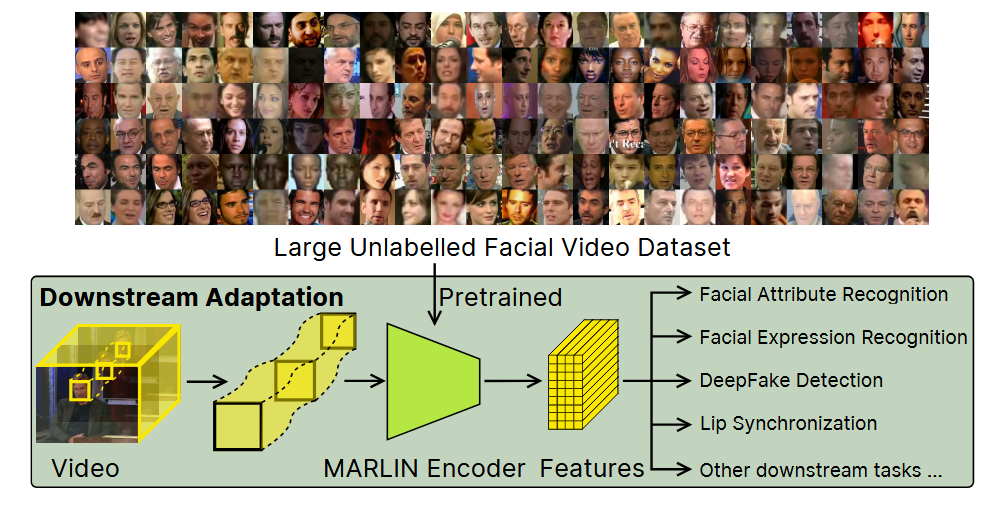 't Rec
Large Unlabelled Facial Video Dataset
Downstream Adaptation
Pretrained
Facial Attribute Recognition
Facial Expression Recognition
DeepFake Detection
Lip Synchronization
Other downstream tasks ...
Video
MARLIN Encoder
Features